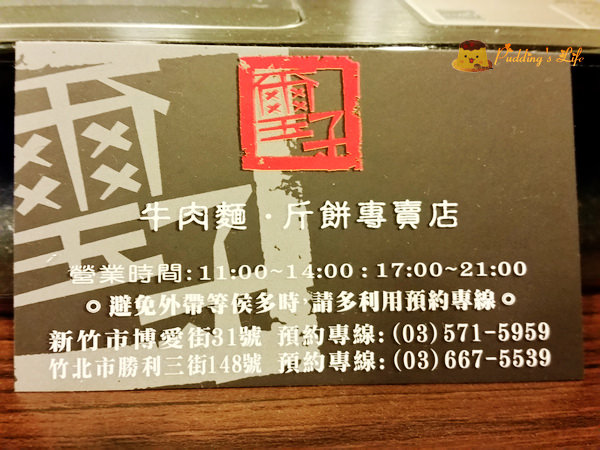 Pudding's Life
璽子
牛肉麵·斤餅專賣店
營業時間:11:00~14:00 : 17:00~21:00
避免外帶等侯多時,請多利用預約專線
新竹市博愛街31號 預約專線:(03)571-5959
竹北市勝利三街148號 預約專線:(03)667-5539